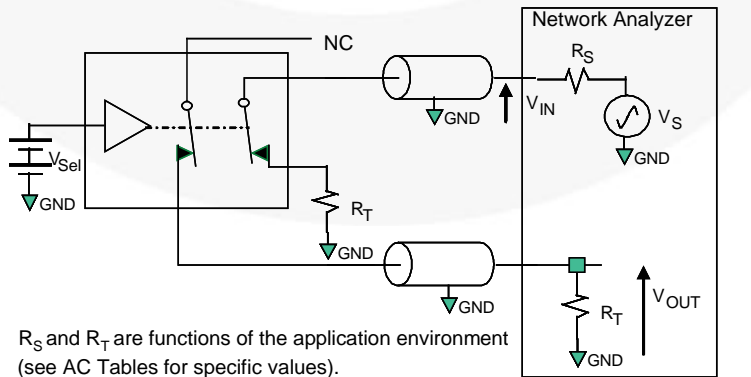 Network Analyzer
NC
R_S
V_IN
V_S
GND
GND
V_Sel
GND
R_T
GND
GND
R_T
V_OUT
GND
R_S and R_T are functions of the application environment
(see AC Tables for specific values).